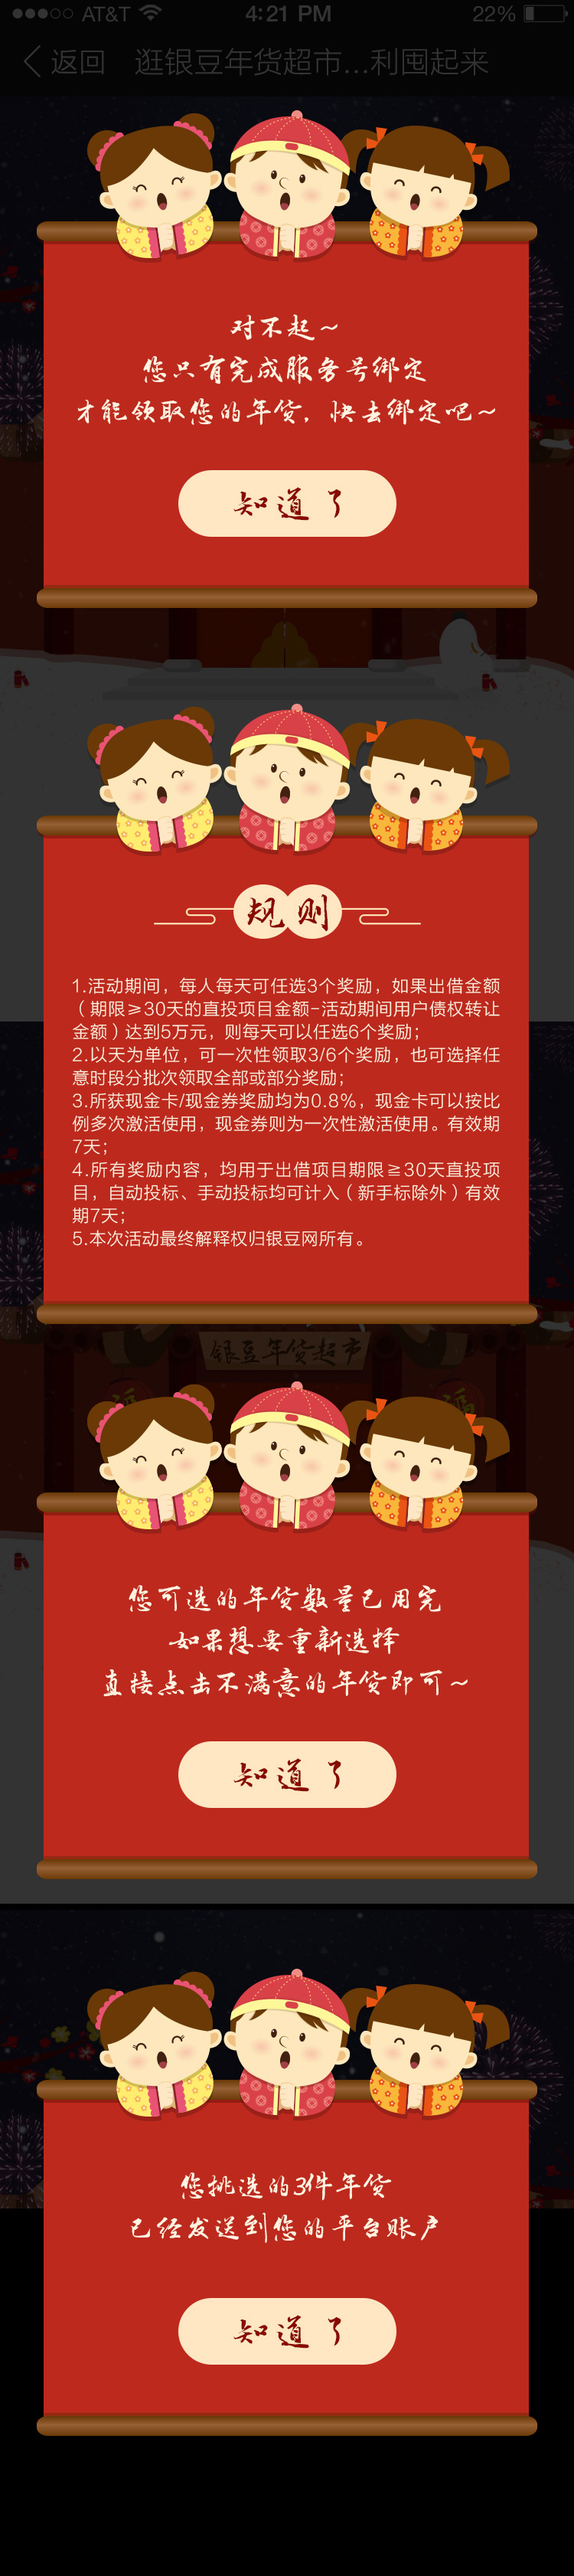 AT&T 4:21 PM 22%
返回 逛银豆年货超市...利囤起来
对不起~
您只有完成服务号绑定
才能领取您的年货，快去绑定吧~
知道了
规则
1.活动期间，每人每天可任选3个奖励，如果出借金额
（期限≥30天的直投项目金额-活动期间用户债权转让
金额）达到5万元，则每天可以任选6个奖励；
2.以天为单位，可一次性领取3/6个奖励，也可选择任
意时段分批次领取全部或部分奖励；
3.所获现金卡/现金券奖励均为0.8%，现金卡可以按比
例多次激活使用，现金券则为一次性激活使用。有效期
7天；
4.所有奖励内容，均用于出借项目期限≧30天直投项
目，自动投标、手动投标均可计入（新手标除外）有效
期7天；
5.本次活动最终解释权归银豆网所有。
银豆年货超市
福
您可选的年货数量已用完
如果想要重新选择
直接点击不满意的年货即可~
知道了
您挑选的3件年货
已经发送到您的平台账户
知道了